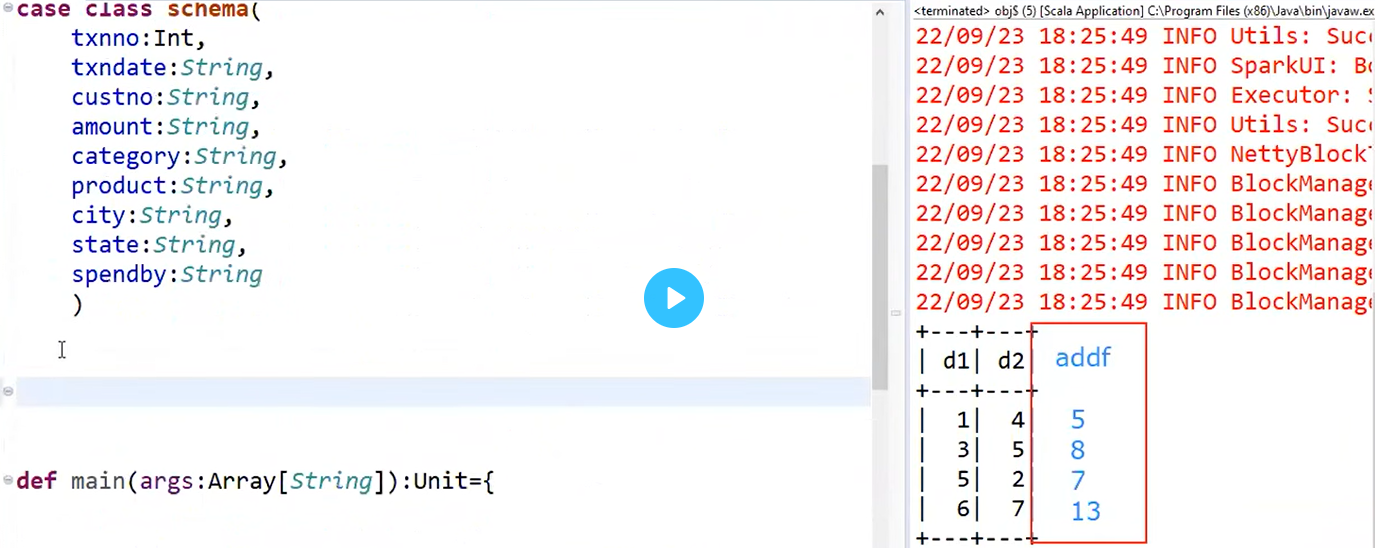 case class schema(
txnno:Int,
txndate:String,
custno:String,
amount:String,
category:String,
product:String,
city:String,
state:String,
spendby:String
)
def main(args:Array[String]):Unit={
<terminated> obj$ (5) [Scala Application] C:\Program Files (x86)\Java\bin\javaw.ex
22/09/23 18:25:49 INFO Utils: Succ
22/09/23 18:25:49 INFO SparkUI: Bo
22/09/23 18:25:49 INFO Executor: S
22/09/23 18:25:49 INFO Utils: Succ
22/09/23 18:25:49 INFO NettyBlockT
22/09/23 18:25:49 INFO BlockManage
22/09/23 18:25:49 INFO BlockManage
22/09/23 18:25:49 INFO BlockManage
22/09/23 18:25:49 INFO BlockManage
22/09/23 18:25:49 INFO BlockManage
+---+---+
| d1| d2| addf
+---+---+
| 1| 4| 5
| 3| 5| 8
| 5| 2| 7
| 6| 7| 13
+---+---+